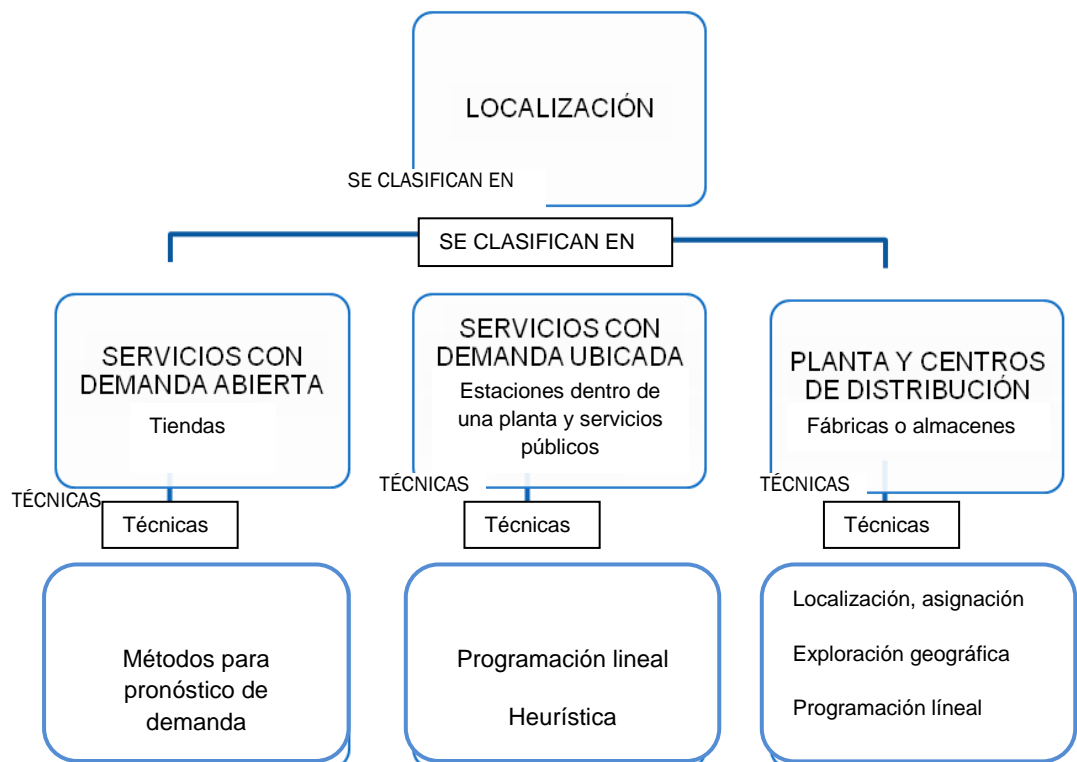 LOCALIZACIÓN
SE CLASIFICAN EN
SE CLASIFICAN EN
SERVICIOS CON
DEMANDA ABIERTA
Tiendas
SERVICIOS CON
DEMANDA UBICADA
Estaciones dentro de
una planta y servicios
públicos
PLANTA Y CENTROS
DE DISTRIBUCIÓN
Fábricas o almacenes
TÉCNICAS
TÉCNICAS
TÉCNICAS
Técnicas
Técnicas
Técnicas
Métodos para
pronóstico de
demanda
Programación lineal
Heurística
Localización, asignación
Exploración geográfica
Programación líneal